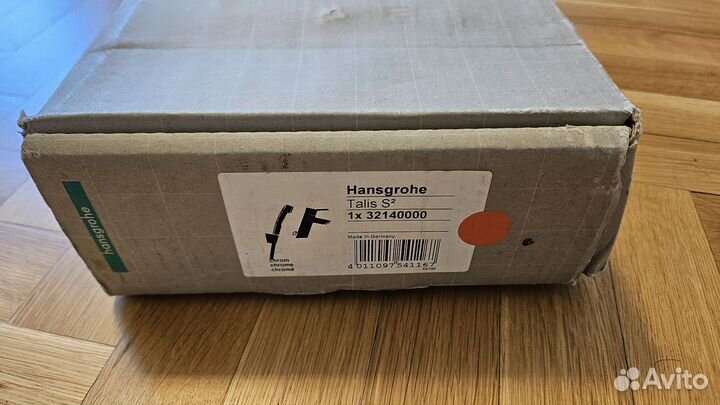 hansgrohe
Hansgrohe
Talis S²
1x 32140000
Made in Germany
chrom
chrome
chromé
4 011097 541167
Avito